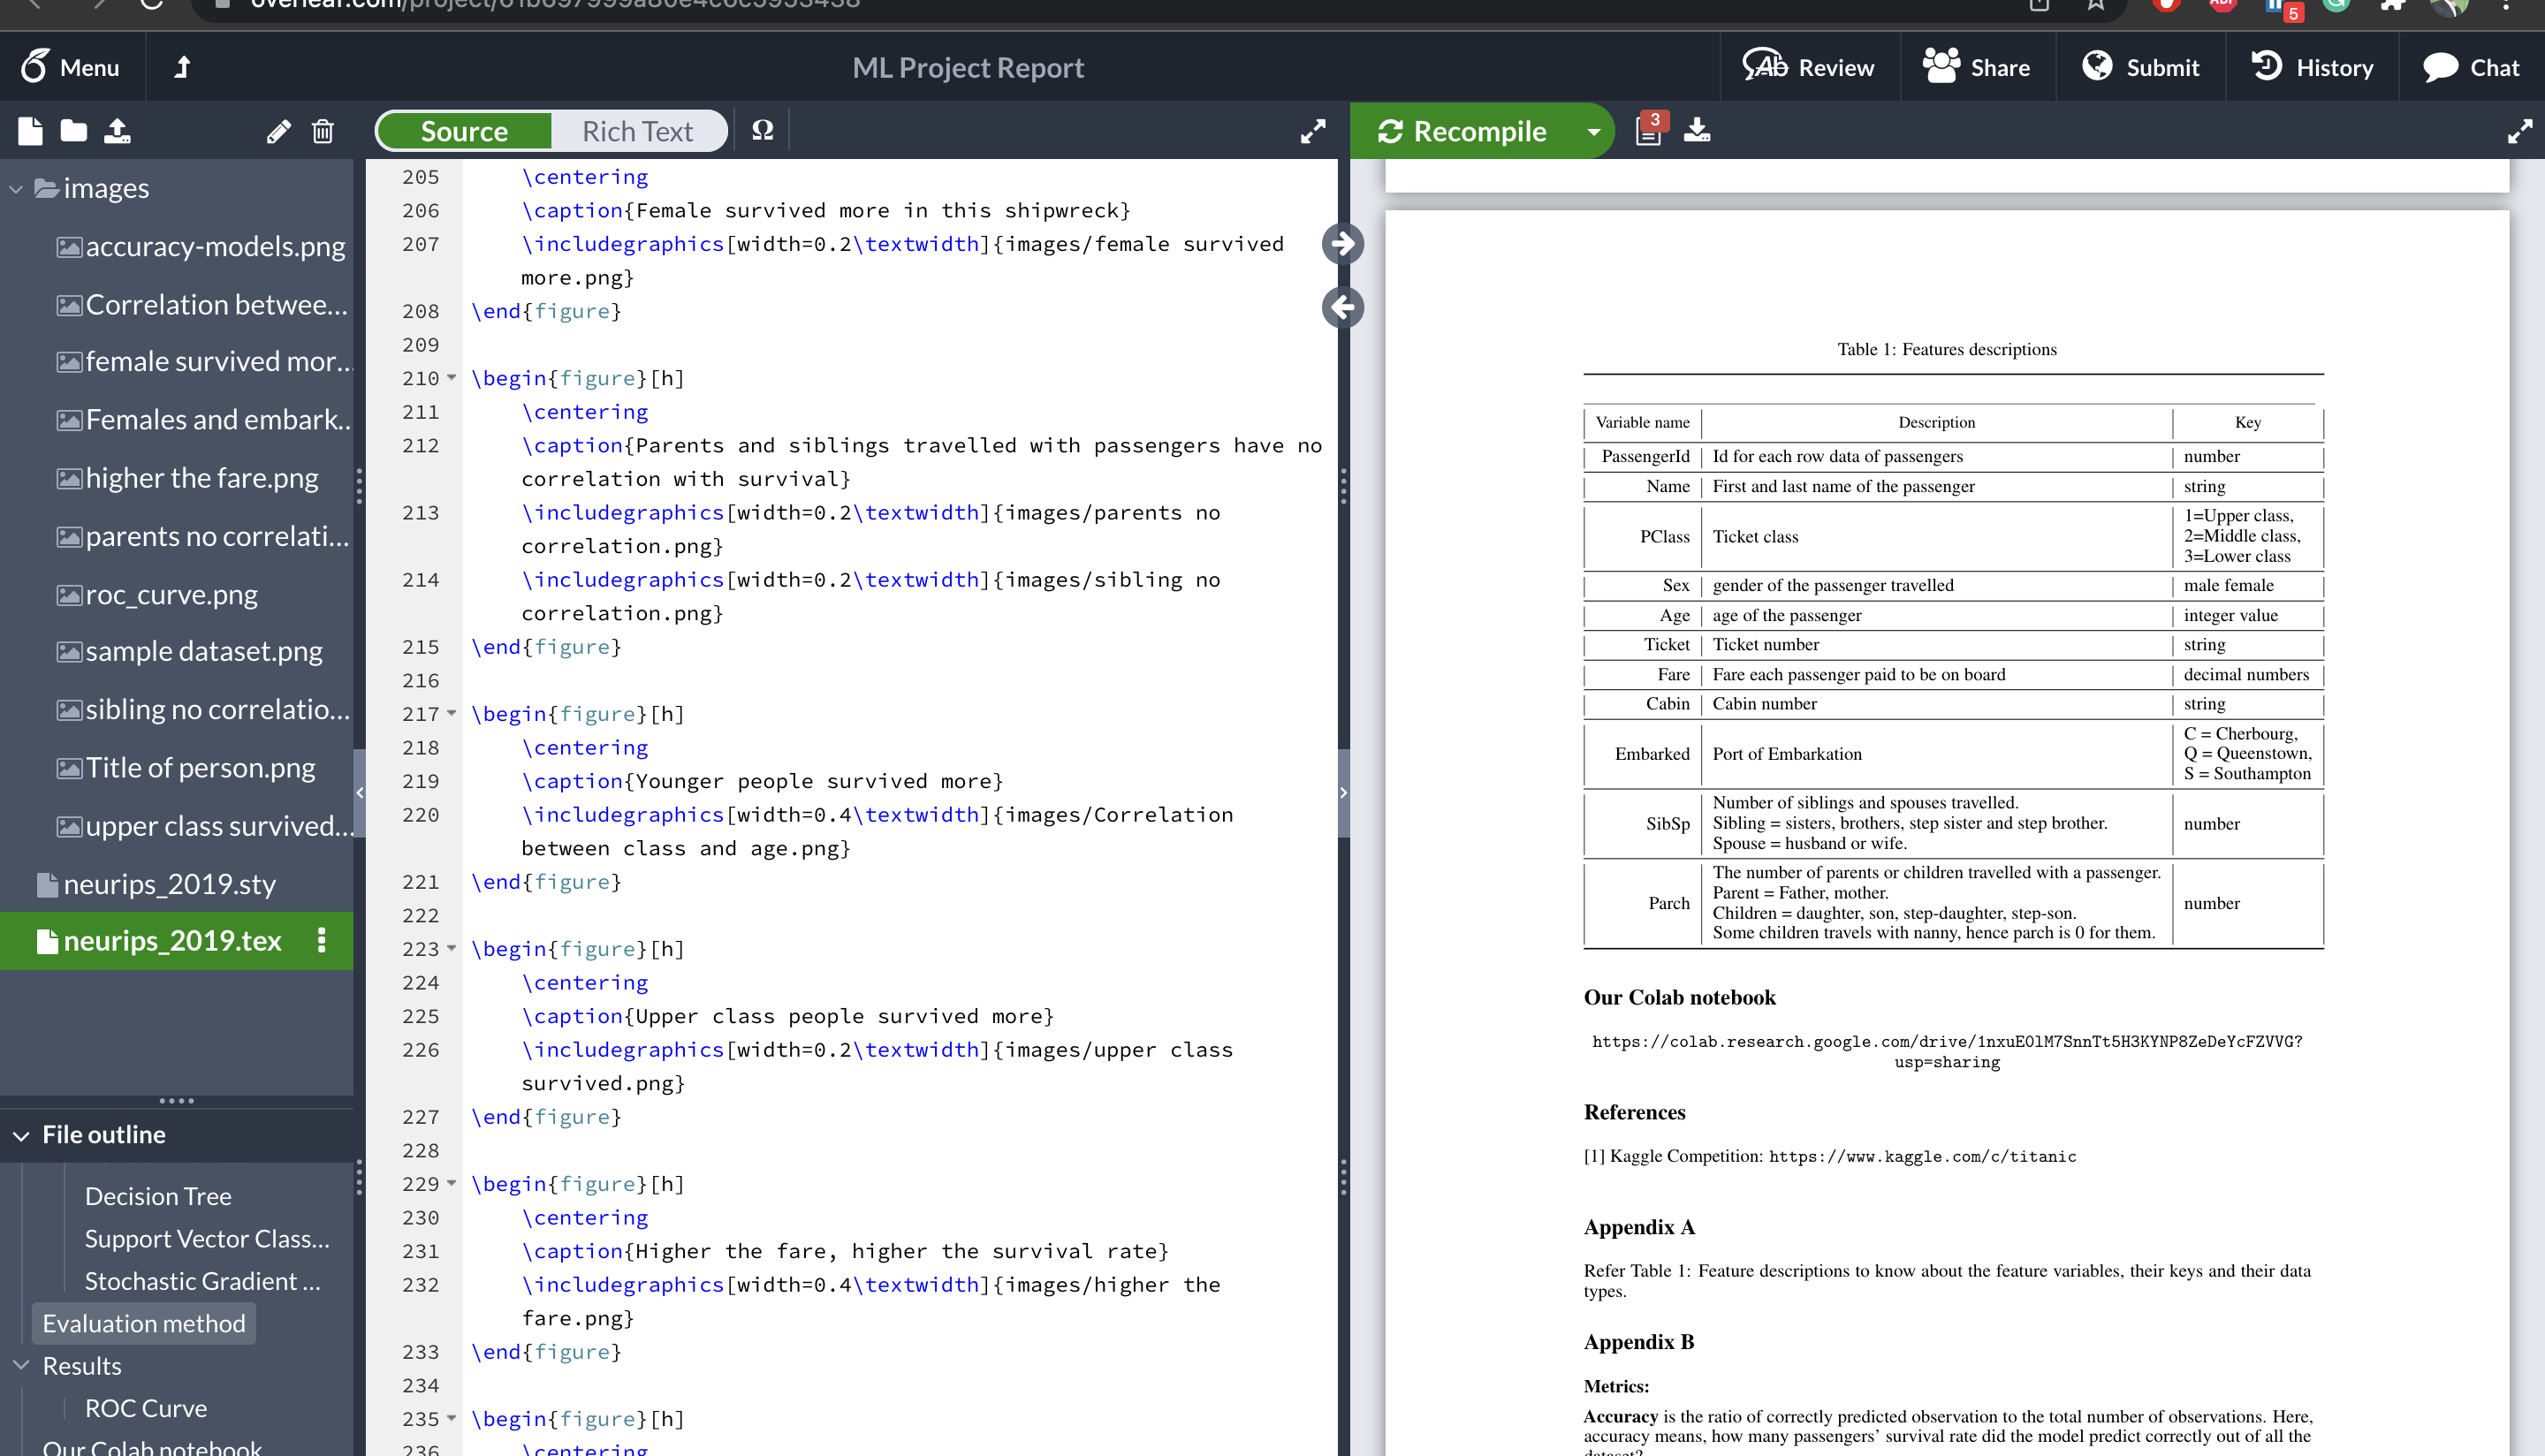 5
Menu
ML Project Report
Review
Share
Submit
History
Chat
Source
Rich Text
Ω
Recompile
3
images
accuracy-models.png
Correlation betwee...
female survived mor...
Females and embark...
higher the fare.png
parents no correlati...
roc_curve.png
sample dataset.png
sibling no correlatio...
Title of person.png
upper class survived...
neurips_2019.sty
neurips_2019.tex
File outline
Decision Tree
Support Vector Class...
Stochastic Gradient ...
Evaluation method
Results
ROC Curve
Our Colab notebook
205 \centering
206 \caption{Female survived more in this shipwreck}
207 \includegraphics[width=0.2\textwidth]{images/female survived
more.png}
208 \end{figure}
209
210 \begin{figure}[h]
211 \centering
212 \caption{Parents and siblings travelled with passengers have no
correlation with survival}
213 \includegraphics[width=0.2\textwidth]{images/parents no
correlation.png}
214 \includegraphics[width=0.2\textwidth]{images/sibling no
correlation.png}
215 \end{figure}
216
217 \begin{figure}[h]
218 \centering
219 \caption{Younger people survived more}
220 \includegraphics[width=0.4\textwidth]{images/Correlation
between class and age.png}
221 \end{figure}
222
223 \begin{figure}[h]
224 \centering
225 \caption{Upper class people survived more}
226 \includegraphics[width=0.2\textwidth]{images/upper class
survived.png}
227 \end{figure}
228
229 \begin{figure}[h]
230 \centering
231 \caption{Higher the fare, higher the survival rate}
232 \includegraphics[width=0.4\textwidth]{images/higher the
fare.png}
233 \end{figure}
234
235 \begin{figure}[h]
236 \centering
Table 1: Features descriptions
Variable name Description Key
PassengerId Id for each row data of passengers number
Name First and last name of the passenger string
PClass Ticket class 1=Upper class,
2=Middle class,
3=Lower class
Sex gender of the passenger travelled male female
Age age of the passenger integer value
Ticket Ticket number string
Fare Fare each passenger paid to be on board decimal numbers
Cabin Cabin number string
Embarked Port of Embarkation C = Cherbourg,
Q = Queenstown,
S = Southampton
SibSp Number of siblings and spouses travelled.
Sibling = sisters, brothers, step sister and step brother.
Spouse = husband or wife.
number
Parch The number of parents or children travelled with a passenger.
Parent = Father, mother.
Children = daughter, son, step-daughter, step-son.
Some children travels with nanny, hence parch is 0 for them.
number
Our Colab notebook
https://colab.research.google.com/drive/1nxuEOlM7SnnTt5H3KYNP8ZeDeYcFZVVG?
usp=sharing
References
[1] Kaggle Competition: https://www.kaggle.com/c/titanic
Appendix A
Refer Table 1: Feature descriptions to know about the feature variables, their keys and their data
types.
Appendix B
Metrics:
Accuracy is the ratio of correctly predicted observation to the total number of observations. Here,
accuracy means, how many passengers' survival rate did the model predict correctly out of all the
dataset?